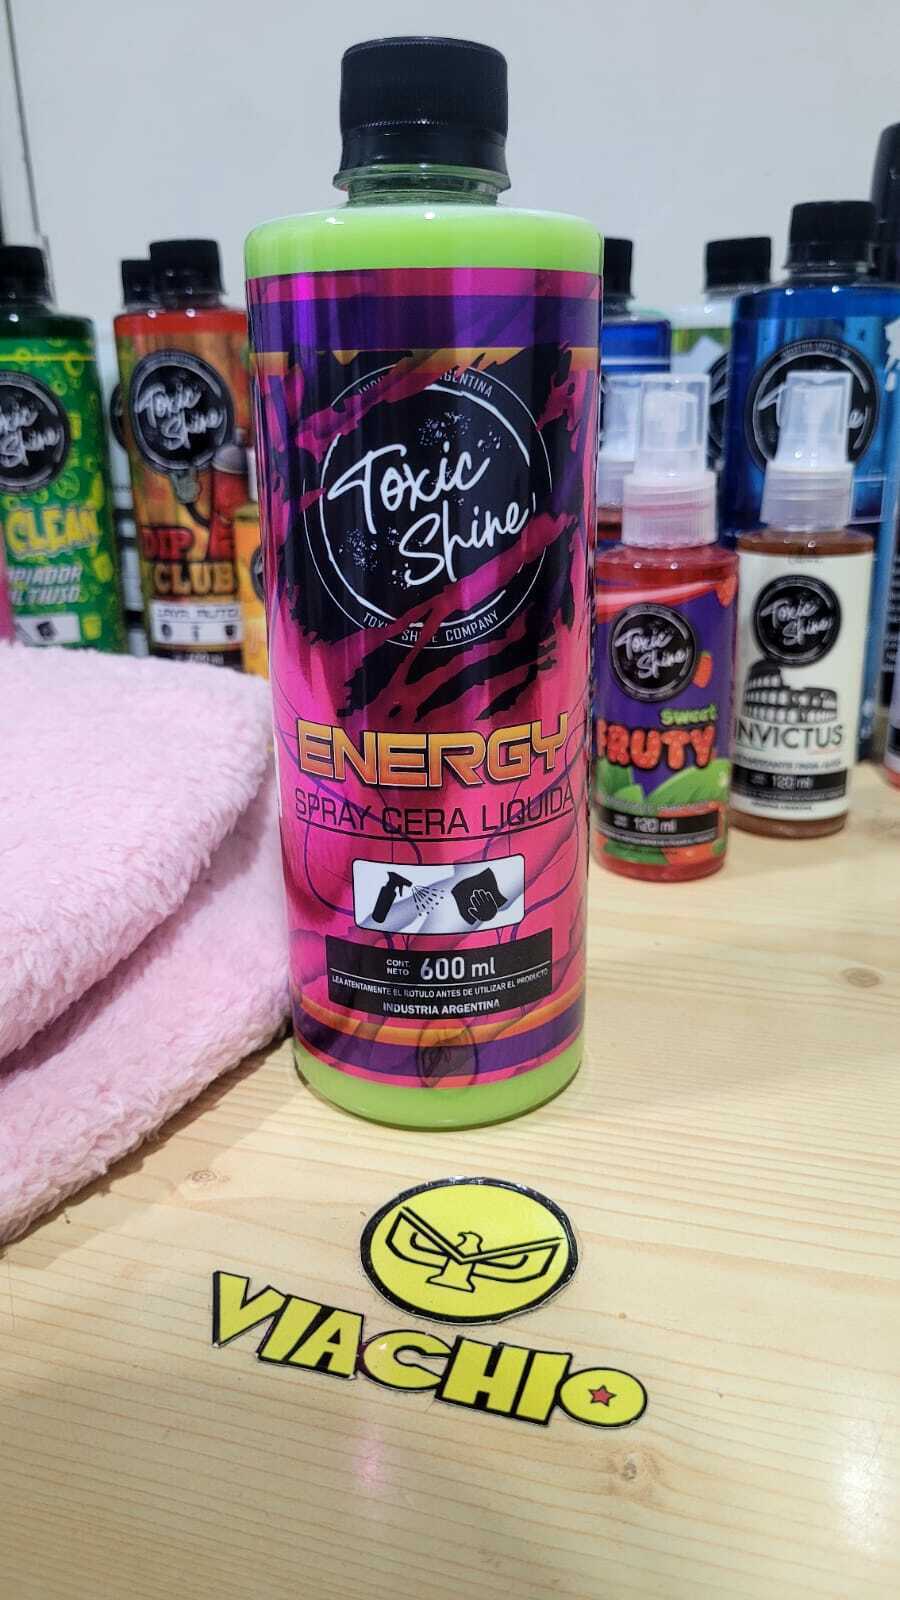 INDUSTRIA ARGENTINA
Toxic
Shine
TOXIC SHINE COMPANY
ENERGY
SPRAY CERA LIQUIDA
CONT.
NETO 600 ml
LEA ATENTAMENTE EL ROTULO ANTES DE UTILIZAR EL PRODUCTO
INDUSTRIA ARGENTINA
Toxic
Shine
CLEAN
Toxic
Shine
DIP
CLUB
LAVA AUTO
Toxic
Shine
sweet
FRUTY
120 ml
Toxic
Shine
INVICTUS
120 ml
VIACHIO